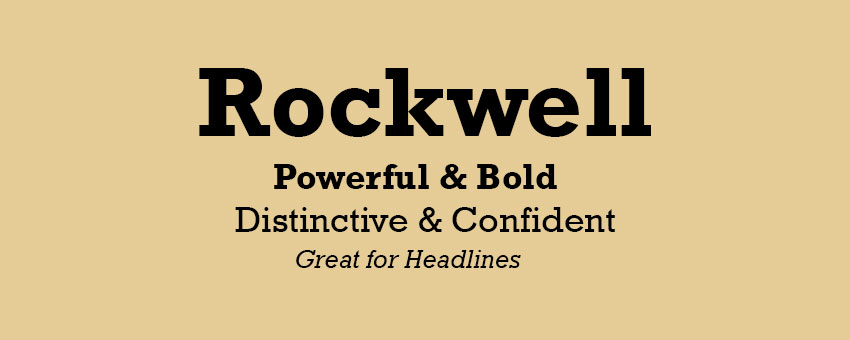 Rockwell
Powerful & Bold
Distinctive & Confident
Great for Headlines